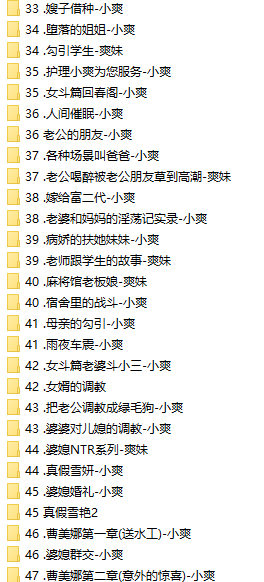 33 .嫂子借种-小爽
34 .堕落的姐姐-小爽
34 .勾引学生-爽妹
35 .护理小爽为您服务-小爽
35 .女斗篇回春阁-小爽
36 .人间催眠-小爽
36 老公的朋友-小爽
37 .各种场景叫爸爸-小爽
37 .老公喝醉被老公朋友草到高潮-爽妹
38 .嫁给富二代-小爽
38 .老婆和妈妈的淫荡记实录-小爽
39 .病娇的扶她妹妹-小爽
39 .老师跟学生的故事-爽妹
40 .麻将馆老板娘-爽妹
40 .宿舍里的战斗-小爽
41 .母亲的勾引-小爽
41 .雨夜车震-小爽
42 .女斗篇老婆斗小三-小爽
42 .女婿的调教
43 .把老公调教成绿毛狗-小爽
43 .婆婆对儿媳的调教-小爽
44 .婆媳NTR系列-爽妹
44 .真假雪妍-小爽
45 .婆媳婚礼-小爽
45 真假雪艳2
46 .曹美娜第一章(送水工)-小爽
46 .婆媳群交-小爽
47 .曹美娜第二章(意外的惊喜)-小爽